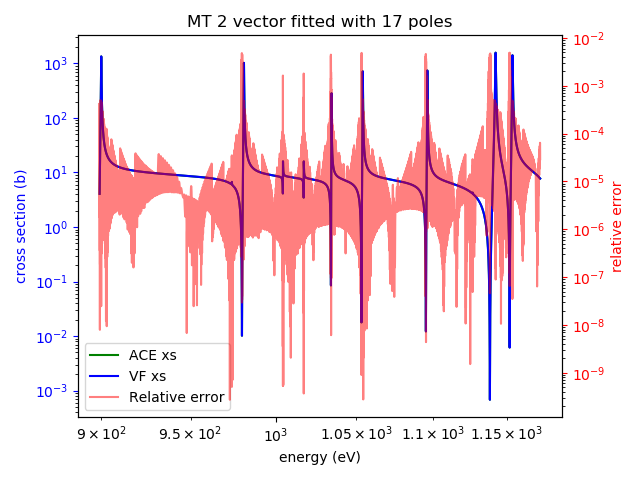 MT 2 vector fitted with 17 poles
cross section (b)
10³
10²
10¹
10⁰
10⁻¹
10⁻²
10⁻³
10⁻²
10⁻³
10⁻⁴
10⁻⁵
10⁻⁶
10⁻⁷
10⁻⁸
10⁻⁹
relative error
ACE xs
VF xs
Relative error
9 × 10² 9.5 × 10² 10³ 1.05 × 10³ 1.1 × 10³ 1.15 × 10³
energy (eV)